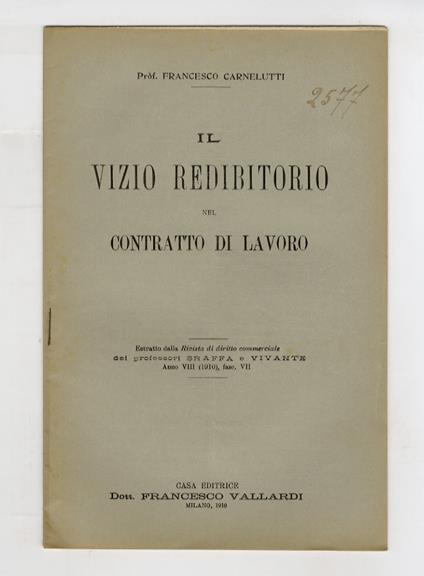 Prof. FRANCESCO CARNELUTTI
2577
IL
VIZIO REDIBITORIO
NEL
CONTRATTO DI LAVORO
Estratto dalla Rivista di diritto commerciale
dei professori SRAFFA e VIVANTE
Anno VIII (1910), fasc. VII
CASA EDITRICE
Dott. FRANCESCO VALLARDI
MILANO, 1910